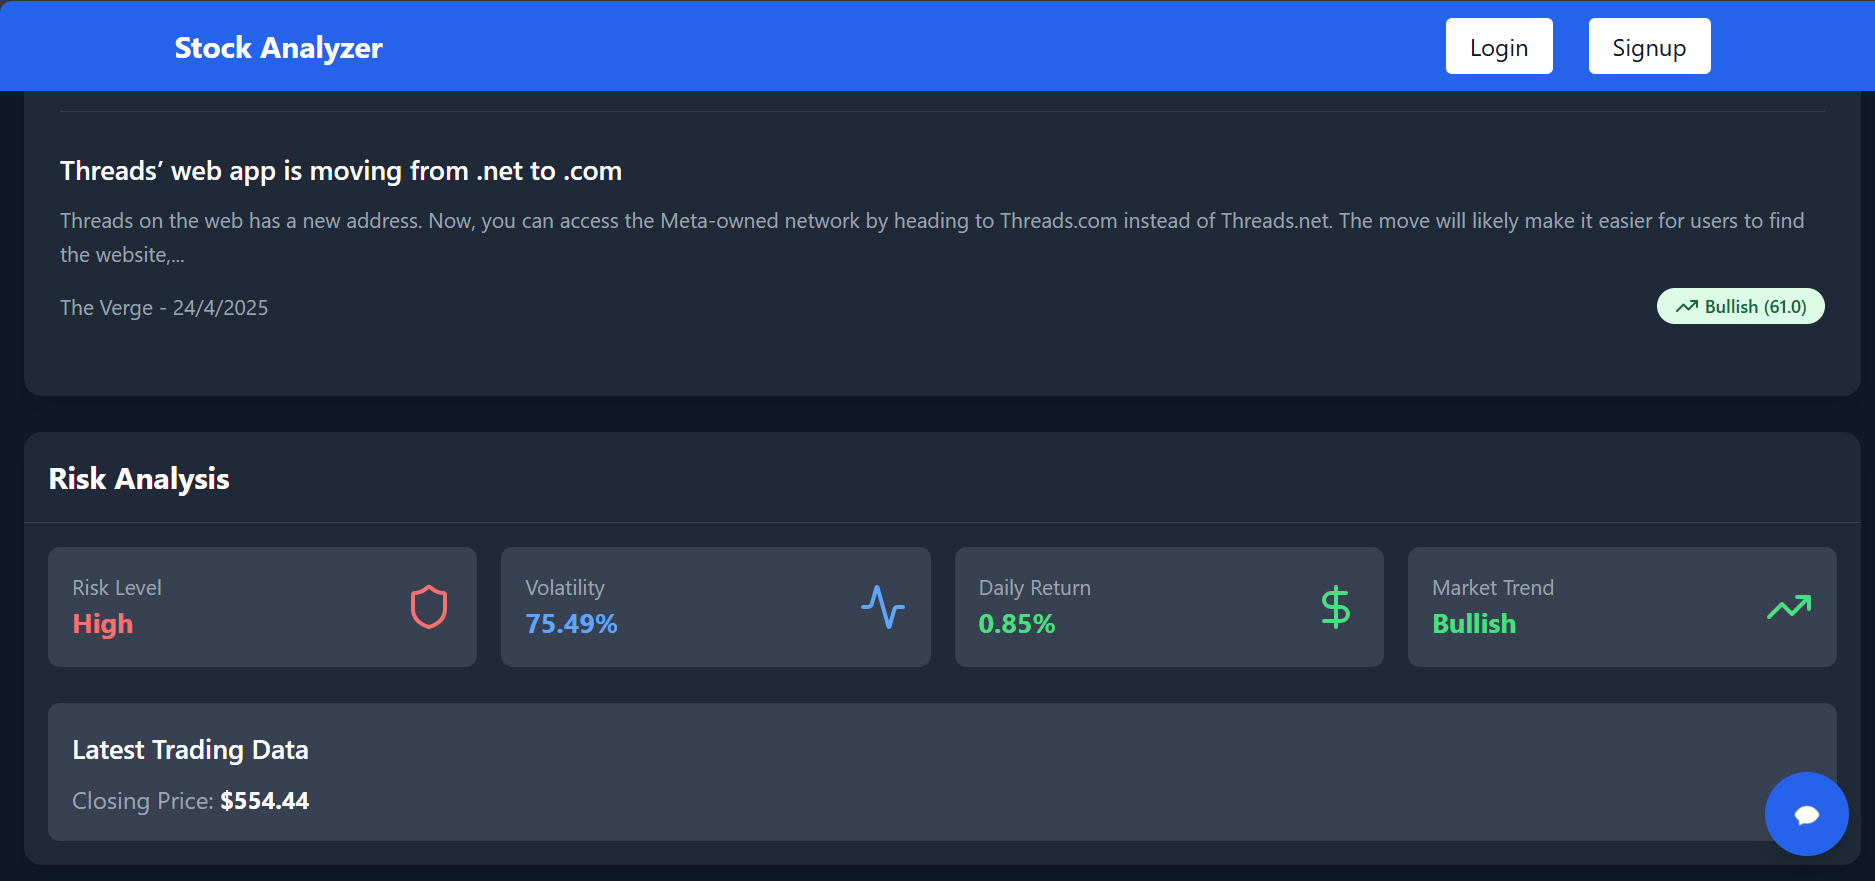 Stock Analyzer
Login
Signup
Threads’ web app is moving from .net to .com
Threads on the web has a new address. Now, you can access the Meta-owned network by heading to Threads.com instead of Threads.net. The move will likely make it easier for users to find
the website,...
The Verge - 24/4/2025
Bullish (61.0)
Risk Analysis
Risk Level
High
Volatility
75.49%
Daily Return
0.85%
Market Trend
Bullish
Latest Trading Data
Closing Price: $554.44